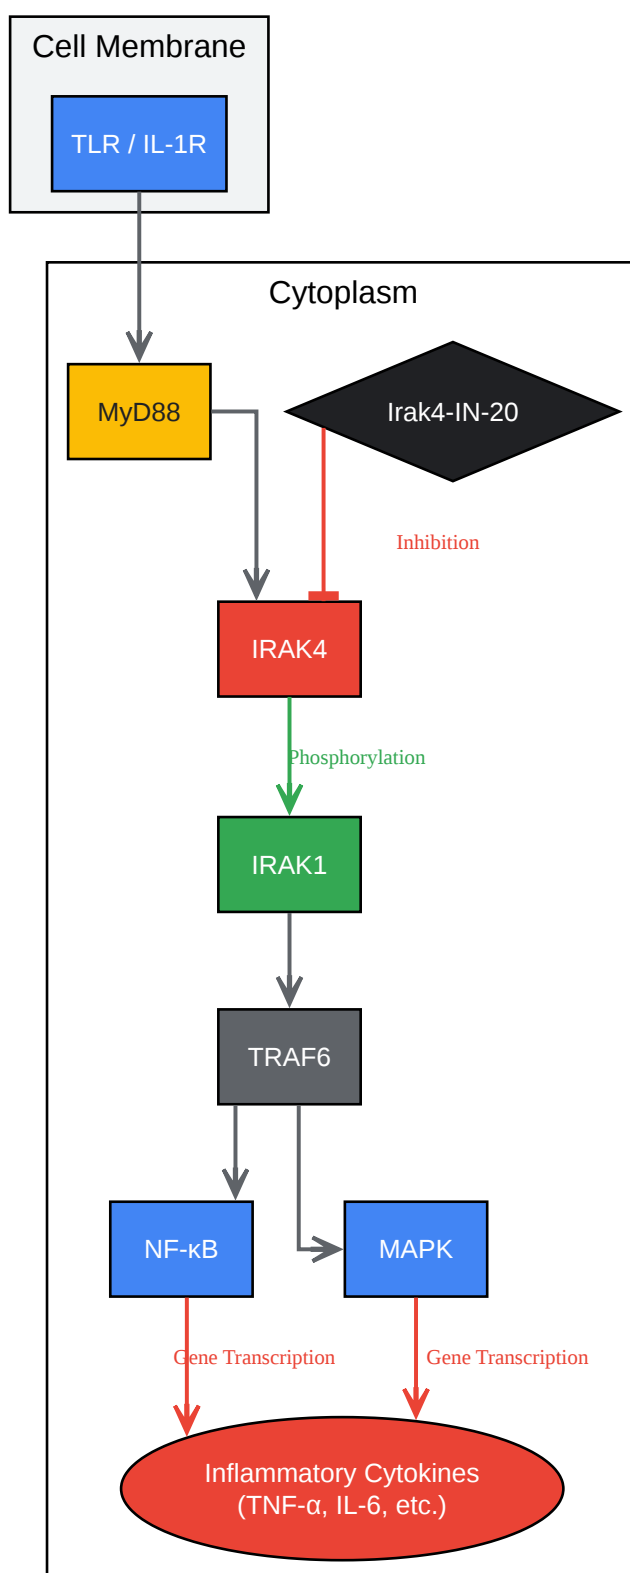 Cell Membrane
TLR / IL-1R
Cytoplasm
MyD88
Irak4-IN-20
Inhibition
IRAK4
Phosphorylation
IRAK1
TRAF6
NF-κB
MAPK
Gene Transcription
Gene Transcription
Inflammatory Cytokines
(TNF-α, IL-6, etc.)